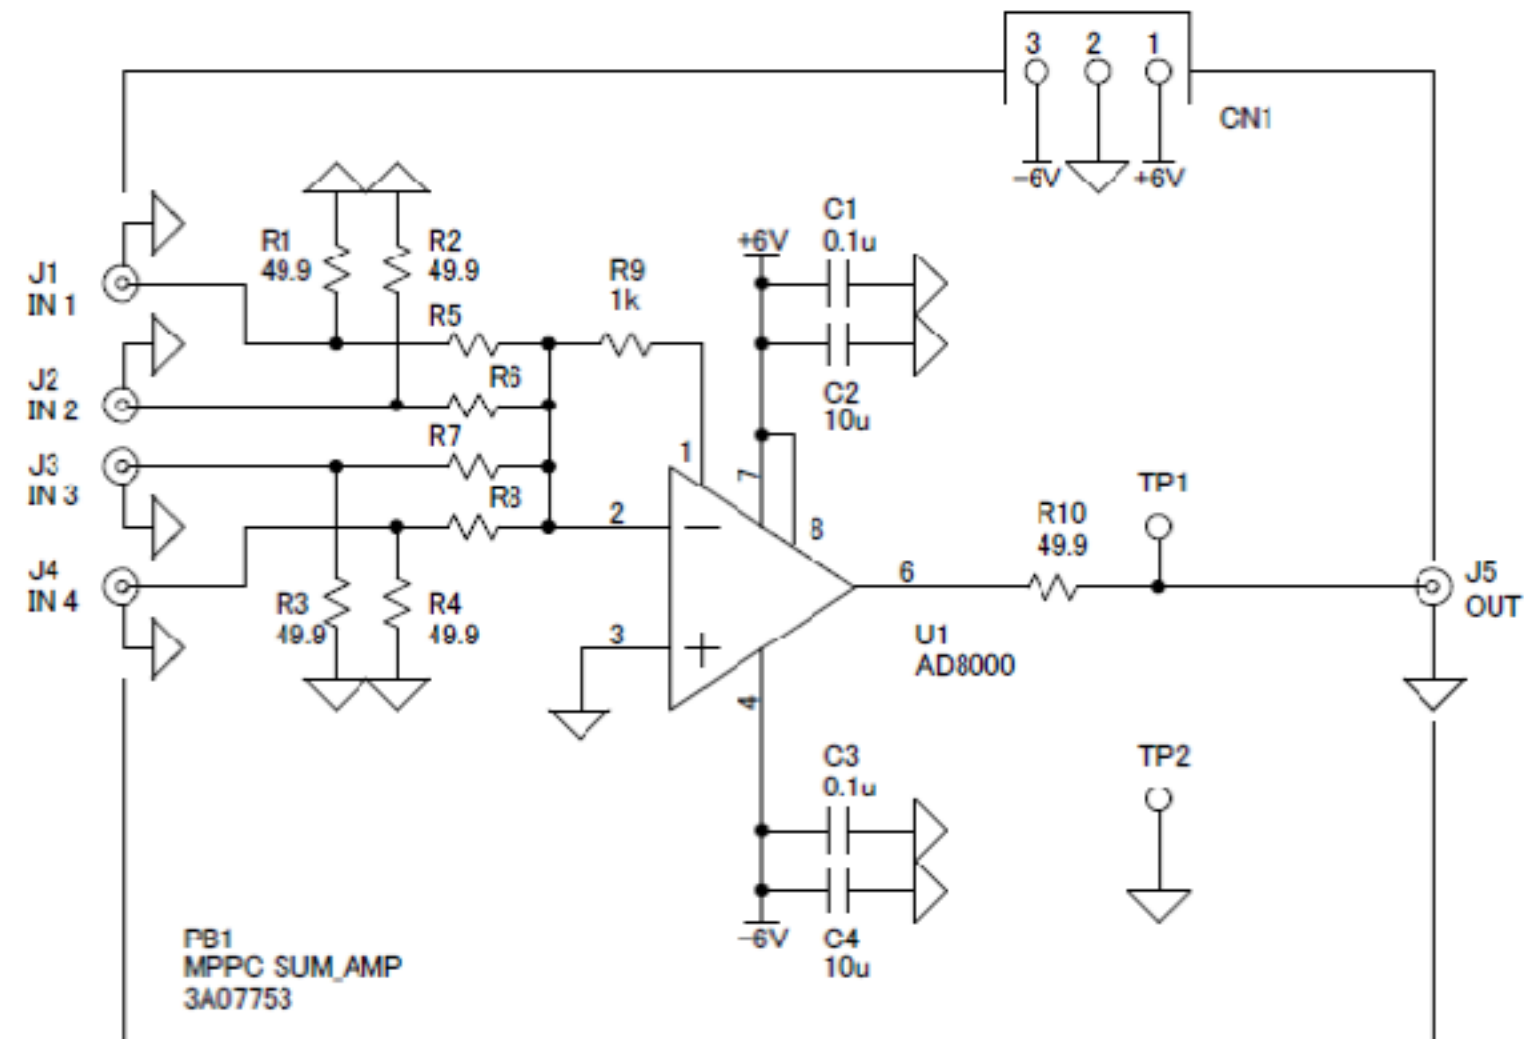 3 2 1
CN1
-6V +6V
J1
IN 1
R1
49.9
R2
49.9
R9
1k
C1
0.1u
+6V
R5
J2
IN 2
R6
C2
10u
J3
IN 3
R7
1
7
R8
2
8
TP1
R10
49.9
J4
IN 4
6
J5
OUT
R3
49.9
R4
49.9
3
U1
AD8000
4
C3
0.1u
TP2
-6V
C4
10u
PB1
MPPC SUM_AMP
3A07753